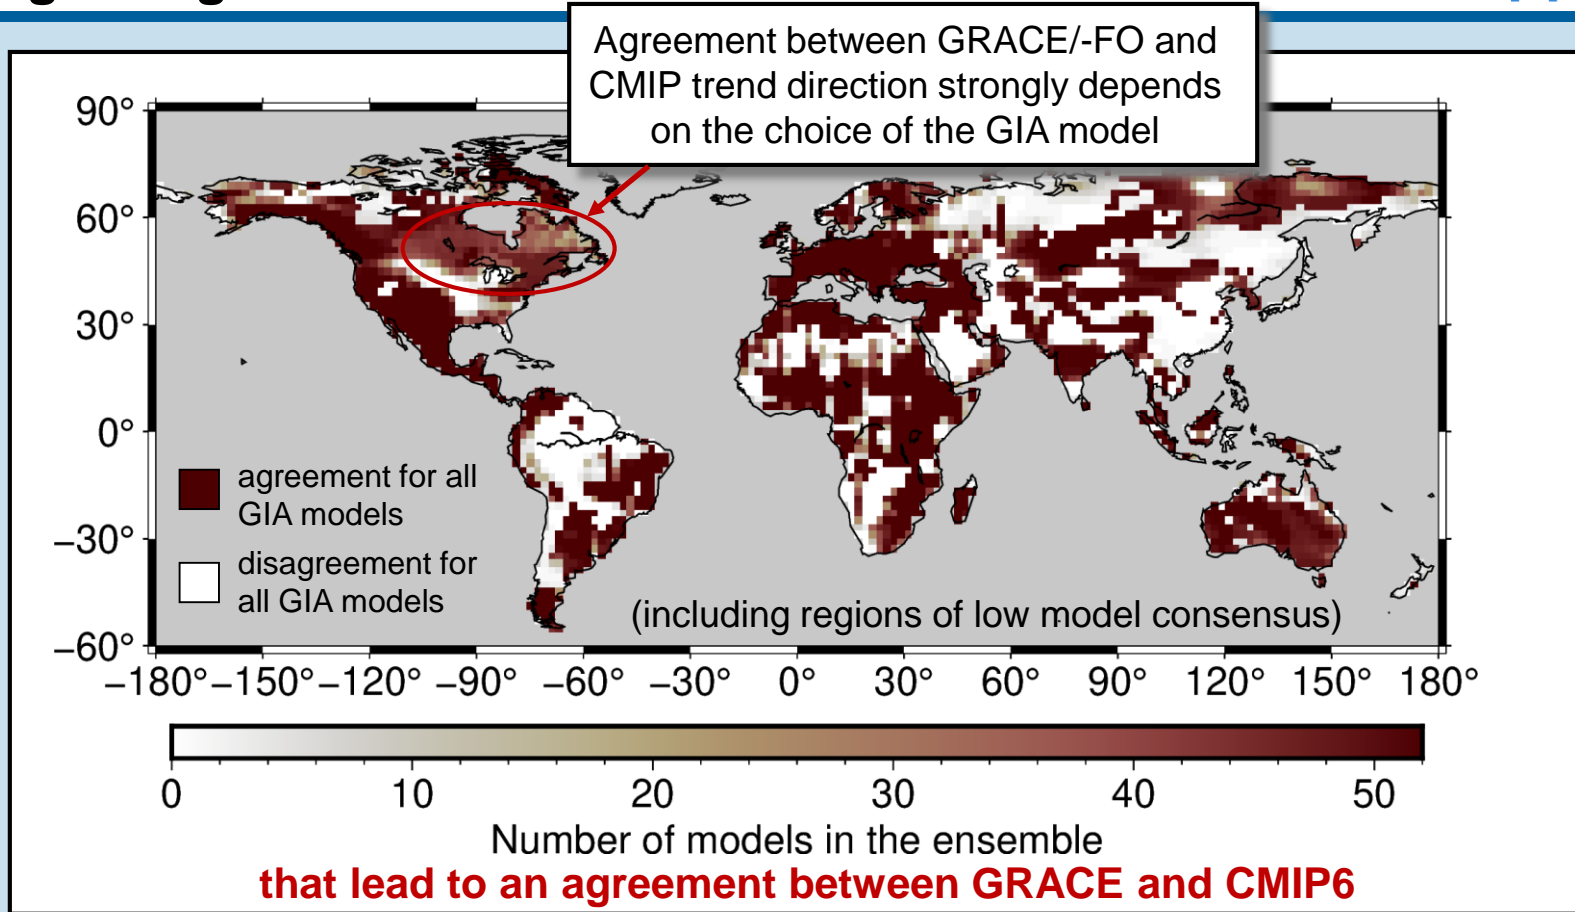 Agreement between GRACE/-FO and
CMIP trend direction strongly depends
on the choice of the GIA model
90°
60°
30°
0°
−30°
−60°
agreement for all
GIA models
disagreement for
all GIA models
(including regions of low model consensus)
−180° −150° −120° −90° −60° −30° 0° 30° 60° 90° 120° 150° 180°
0 10 20 30 40 50
Number of models in the ensemble
that lead to an agreement between GRACE and CMIP6